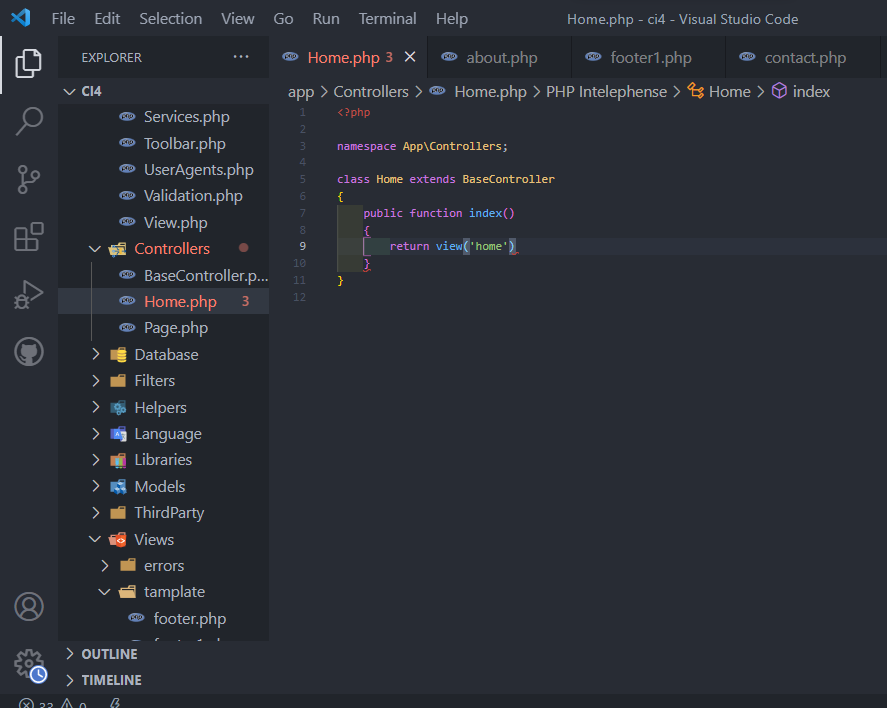 File Edit Selection View Go Run Terminal Help Home.php - ci4 - Visual Studio Code
EXPLORER ...
Home.php 3 about.php footer1.php contact.php
CI4
app > Controllers > Home.php > PHP Intelephense > Home > index
Services.php
Toolbar.php
UserAgents.php
Validation.php
View.php
Controllers
BaseController.p...
Home.php 3
Page.php
Database
Filters
Helpers
Language
Libraries
Models
ThirdParty
Views
errors
tamplate
footer.php
OUTLINE
TIMELINE
1 <?php
2
3 namespace App\Controllers;
4
5 class Home extends BaseController
6 {
7 public function index()
8 {
9 return view('home')
10 }
11 }
12